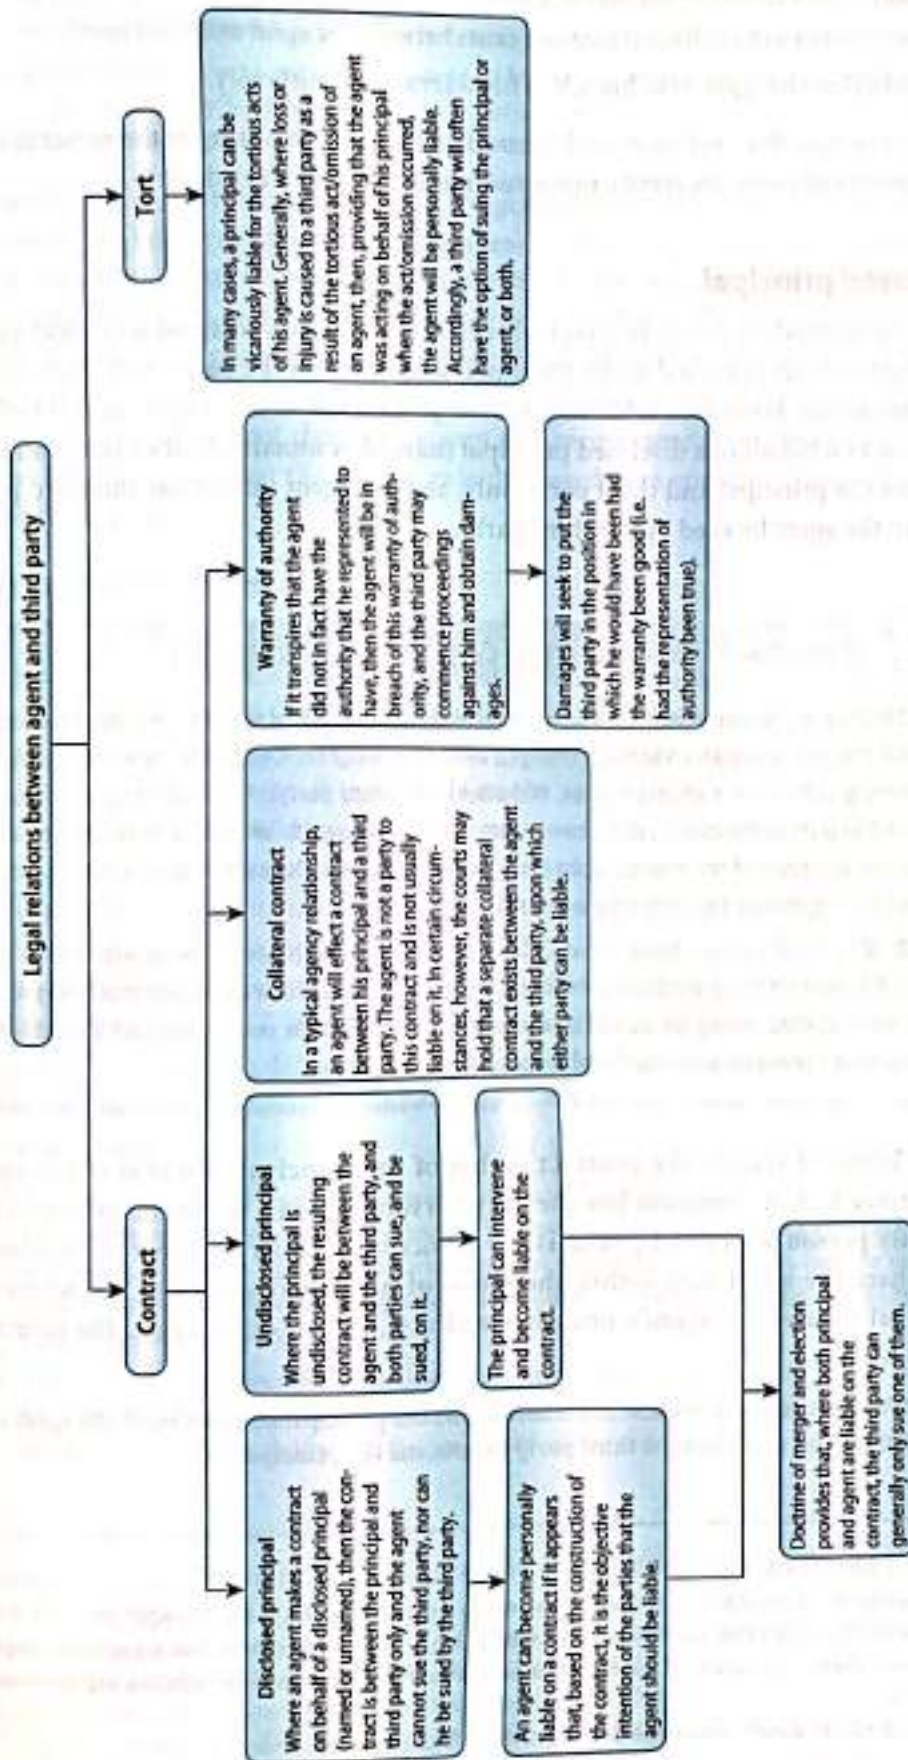 Legal relations between agent and third party
Contract
Tort
Disclosed principal
Where an agent makes a contract
on behalf of a disclosed principal
(named or unnamed), then the con-
tract is between the principal and
third party only and the agent
cannot sue the third party, nor can
he be sued by the third party.
An agent can become personally
liable on a contract if it appears
that, based on the construction of
the contract, it is the objective
intention of the parties that the
agent should be liable.
Undisclosed principal
Where the principal is
undisclosed, the resulting
contract will be between the
agent and the third party, and
both parties can sue, and be
sued, on it.
The principal can intervene
and become liable on the
contract.
Doctrine of merger and election
provides that, where both principal
and agent are liable on the
contract, the third party can
generally only sue one of them.
Collateral contract
In a typical agency relationship,
an agent will effect a contract
between his principal and a third
party. The agent is not a party to
this contract and is not usually
liable on it. In certain circum-
stances, however, the courts may
hold that a separate collateral
contract exists between the agent
and the third party, upon which
either party can be liable.
Warranty of authority
If it transpires that the agent
did not in fact have the
authority that he represented to
have, then the agent will be in
breach of this warranty of auth-
ority, and the third party may
commence proceedings
against him and obtain dam-
ages.
Damages will seek to put the
third party in the position in
which he would have been had
the warranty been good (i.e.
had the representation of
authority been true).
In many cases, a principal can be
vicariously liable for the tortious acts
of his agent. Generally, where loss or
injury is caused to a third party as a
result of the tortious act/omission of
an agent, then, providing that the agent
was acting on behalf of his principal
when the act/omission occurred,
the agent will be personally liable.
Accordingly, a third party will often
have the option of suing the principal or
agent, or both.